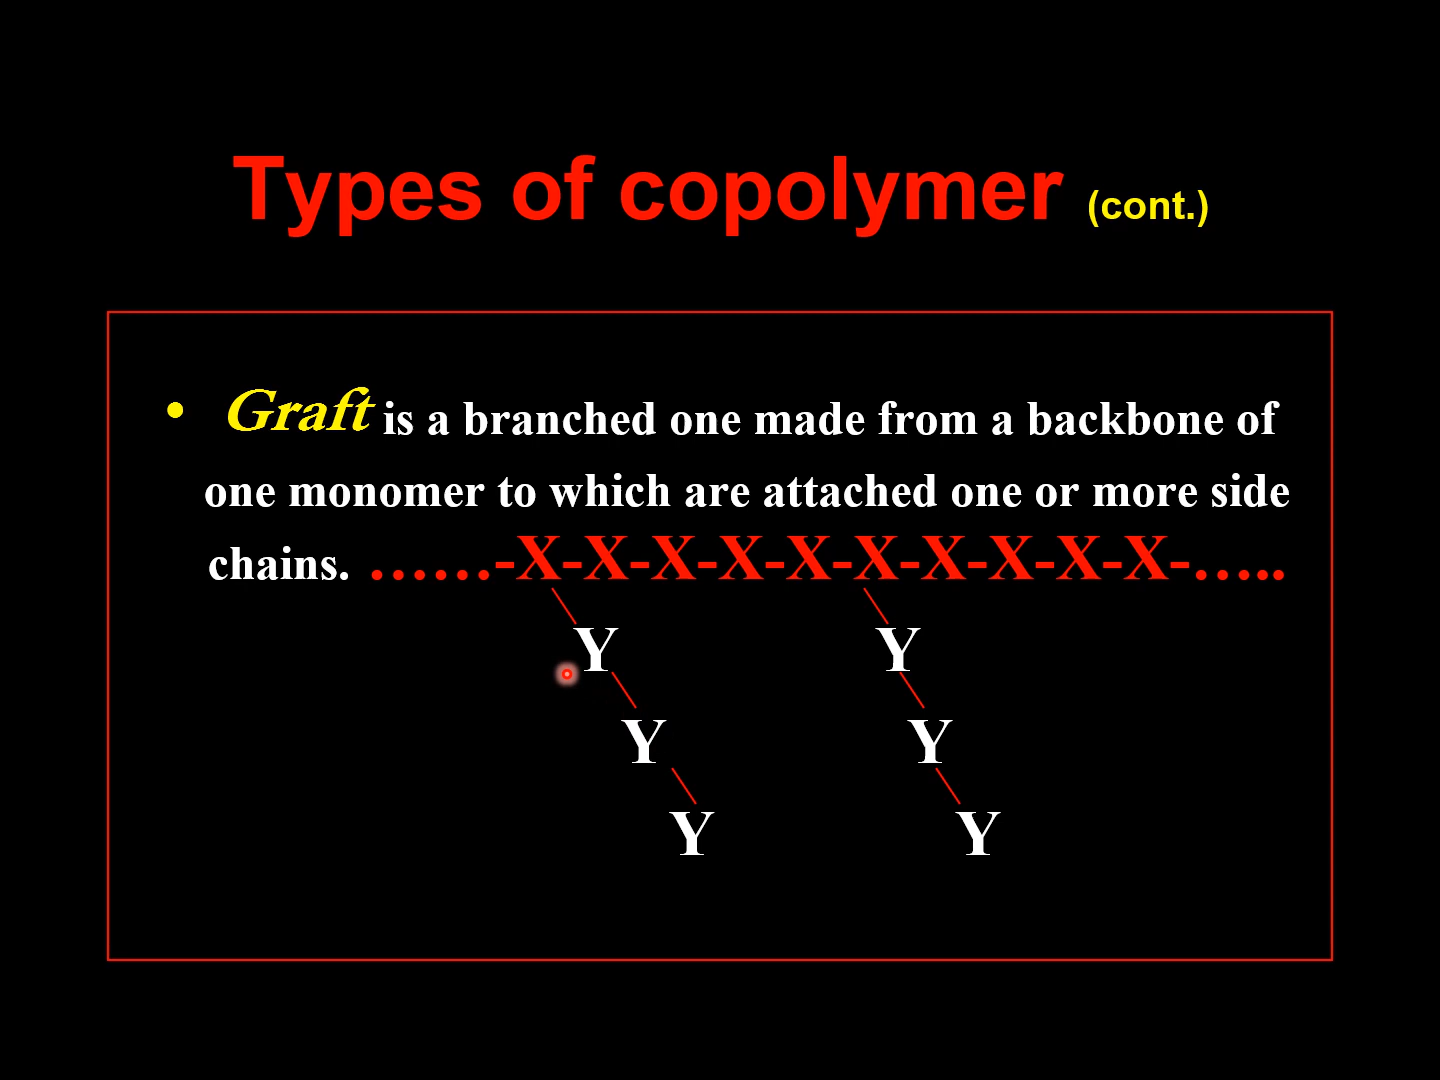 Types of copolymer (cont.)
• Graft is a branched one made from a backbone of
one monomer to which are attached one or more side
chains. ……-X-X-X-X-X-X-X-X-X-X-…..
Y Y
Y Y
Y Y